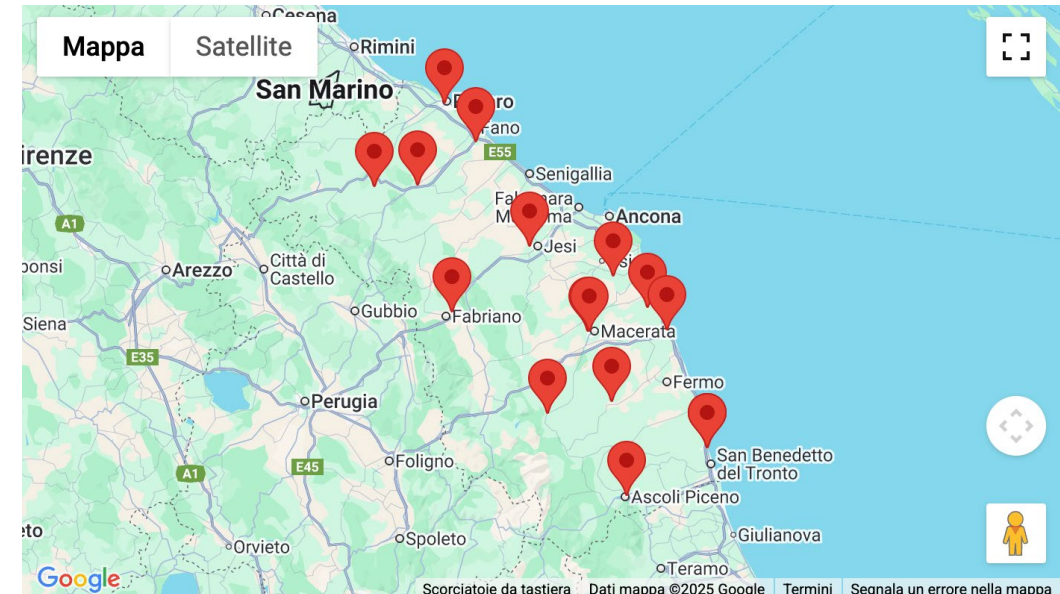 Cesena
Mappa
Satellite
Rimini
San Marino
Fano
irenze
E55
Senigallia
Ancona
A1
Jesi
Città di
Castello
Arezzo
Gubbio
Fabriano
Siena
Macerata
E35
Fermo
Perugia
San Benedetto
del Tronto
Foligno
E45
A1
Ascoli Piceno
Giulianova
Spoleto
Orvieto
Teramo
Google
Scorciatoie da tastiera
Dati mappa ©2025 Google
Termini
Segnala un errore nella mappa